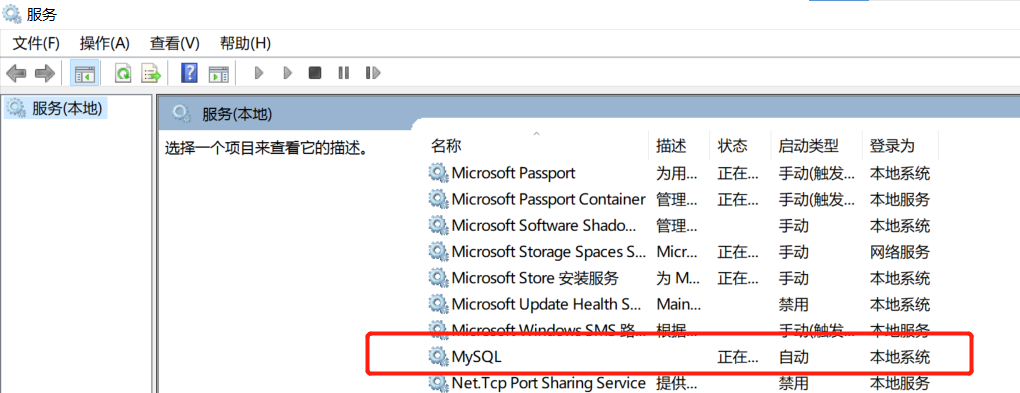 服务
文件(F) 操作(A) 查看(V) 帮助(H)
服务(本地)
服务(本地)
选择一个项目来查看它的描述。
名称 描述 状态 启动类型 登录为
Microsoft Passport 为用... 正在... 手动(触发... 本地系统
Microsoft Passport Container 管理... 正在... 手动(触发... 本地服务
Microsoft Software Shado... 管理... 手动 本地系统
Microsoft Storage Spaces S... Micr... 正在... 手动 网络服务
Microsoft Store 安装服务 为 M... 正在... 手动 本地系统
Microsoft Update Health S... Main... 禁用 本地系统
Microsoft Windows SMS 路... 根据... 手动(触发... 本地服务
MySQL 正在... 自动 本地系统
Net.Tcp Port Sharing Service 提供... 禁用 本地服务